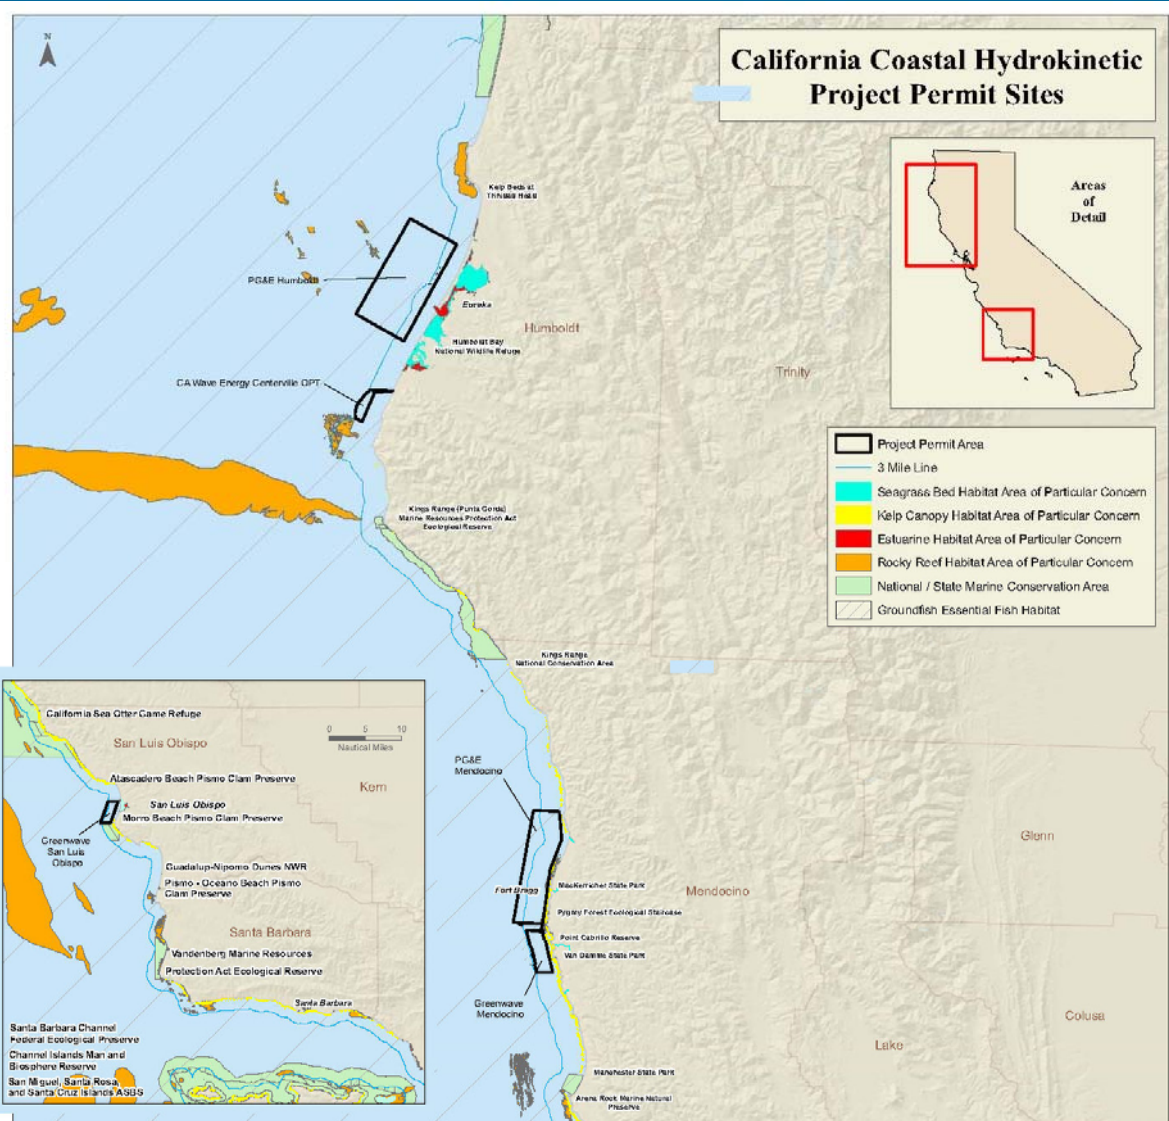 N
California Coastal Hydrokinetic
Project Permit Sites
Areas
of
Detail
Project Permit Area
3 Mile Line
Seagrass Bed Habitat Area of Particular Concern
Kelp Canopy Habitat Area of Particular Concern
Estuarine Habitat Area of Particular Concern
Rocky Reef Habitat Area of Particular Concern
National / State Marine Conservation Area
Groundfish Essential Fish Habitat
Kelp Beds at
Trinidad Head
PG&E Humboldt
Eureka
Humboldt
Humboldt Bay
National Wildlife Refuge
Trinity
CA Wave Energy Centerville OPT
Kings Range (Punta Gorda)
Marine Resources Protection Act
Ecological Reserve
Kings Range
National Conservation Area
PG&E
Mendocino
Glenn
Fort Bragg
MacKerricher State Park
Mendocino
Pygmy Forest Ecological Staircase
Point Cabrillo Reserve
Van Damme State Park
Greenwave
Mendocino
Colusa
Lake
Manchester State Park
Arena Rock Marine Natural
Preserve
California Sea Otter Game Refuge
0 5 10
Nautical Miles
San Luis Obispo
Atascadero Beach Pismo Clam Preserve
Kern
San Luis Obispo
Morro Beach Pismo Clam Preserve
Greenwave
San Luis
Obispo
Guadalup-Nipomo Dunes NWR
Pismo - Oceano Beach Pismo
Clam Preserve
Santa Barbara
Vandenberg Marine Resources
Protection Act Ecological Reserve
Santa Barbara
Santa Barbara Channel
Federal Ecological Preserve
Channel Islands Man and
Biosphere Reserve
San Miguel, Santa Rosa,
and Santa Cruz Islands ASBS